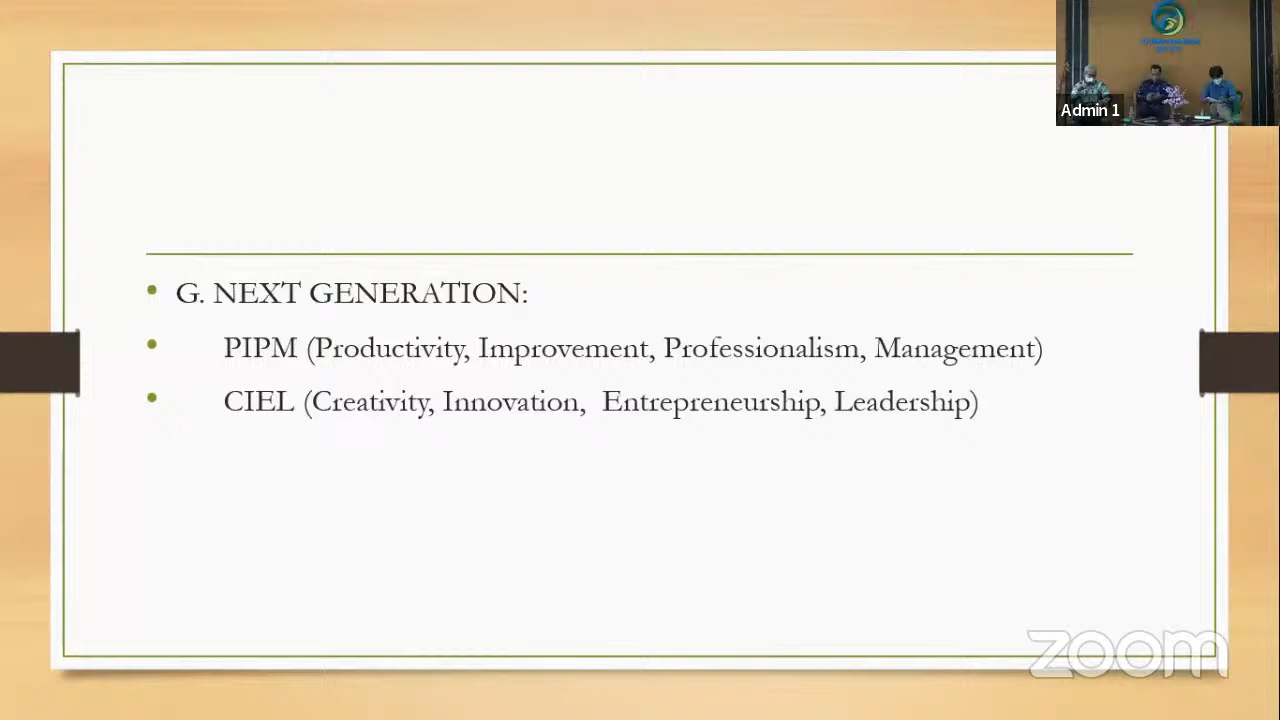 Admin 1
G. NEXT GENERATION:
PIPM (Productivity, Improvement, Professionalism, Management)
CIEL (Creativity, Innovation, Entrepreneurship, Leadership)
zoom